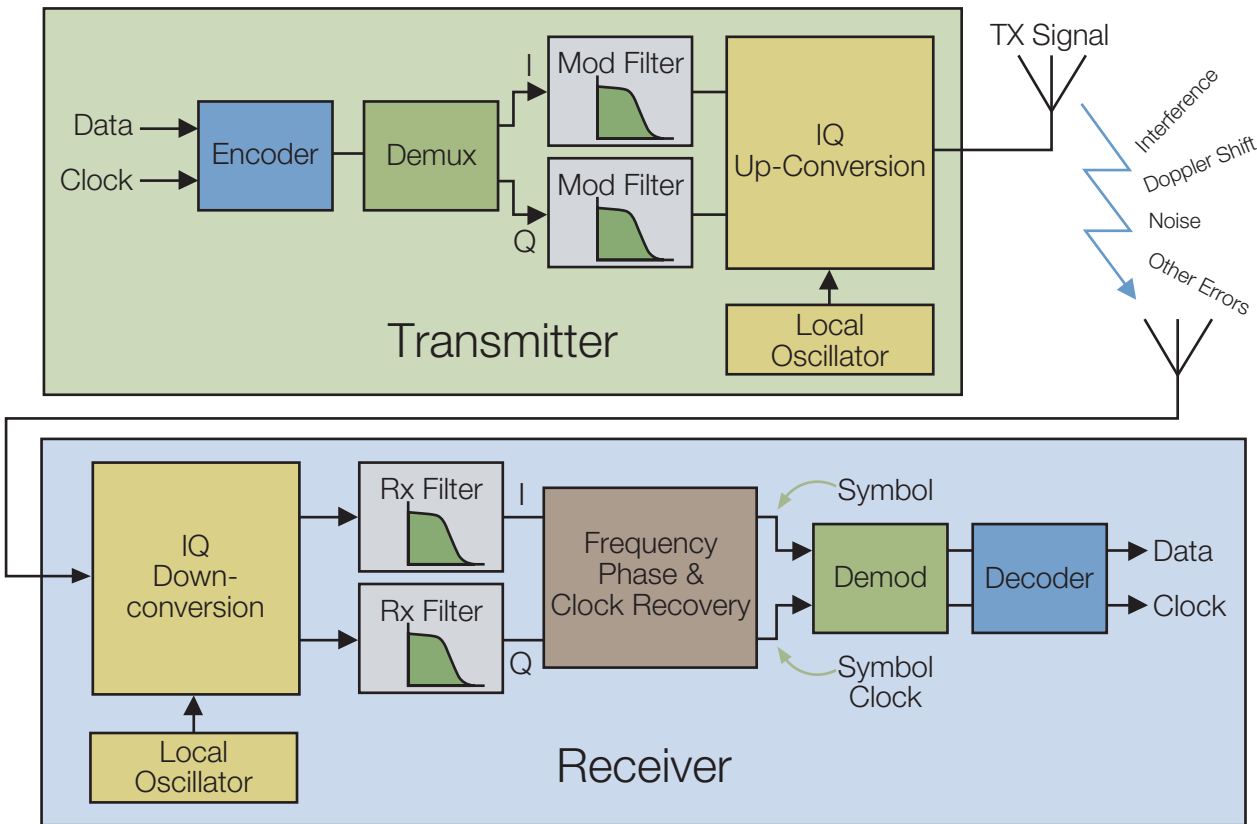 TX Signal
I
Mod Filter
Data
Clock
Encoder
Demux
Mod Filter
Q
IQ
Up-Conversion
Local
Oscillator
Transmitter
Interference
Doppler Shift
Noise
Other Errors
IQ
Down-
conversion
Local
Oscillator
Rx Filter
I
Rx Filter
Q
Frequency
Phase &
Clock Recovery
Symbol
Symbol
Clock
Demod
Decoder
Data
Clock
Receiver